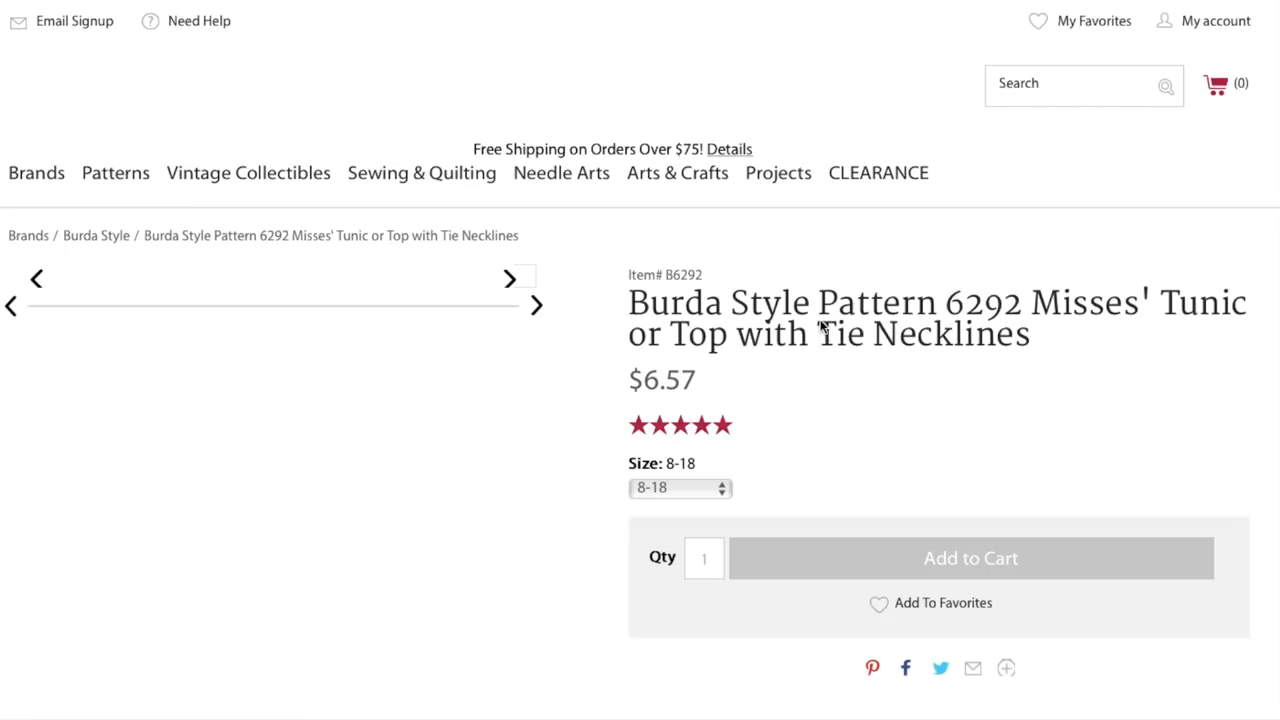 Email Signup
Need Help
My Favorites
My account
Search
(0)
Free Shipping on Orders Over $75! Details
Brands Patterns Vintage Collectibles Sewing & Quilting Needle Arts Arts & Crafts Projects CLEARANCE
Brands / Burda Style / Burda Style Pattern 6292 Misses' Tunic or Top with Tie Necklines
Item# B6292
Burda Style Pattern 6292 Misses' Tunic
or Top with Tie Necklines
$6.57
Size: 8-18
8-18
Qty 1 Add to Cart
Add To Favorites